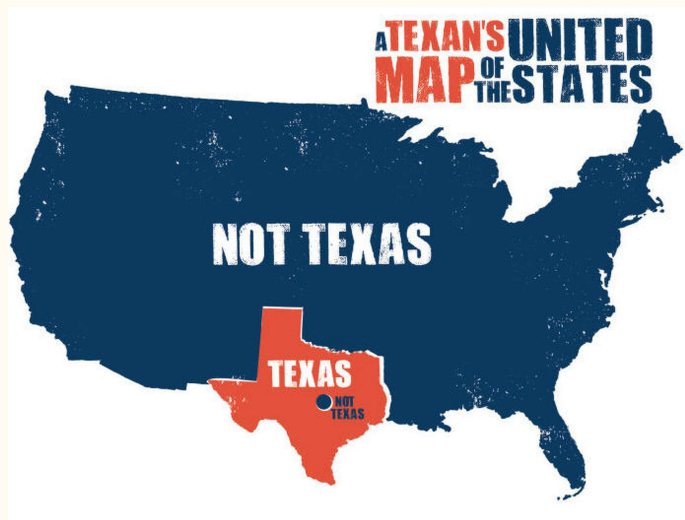 A TEXAN'S UNITED
MAP OF THE STATES
NOT TEXAS
TEXAS
NOT
TEXAS